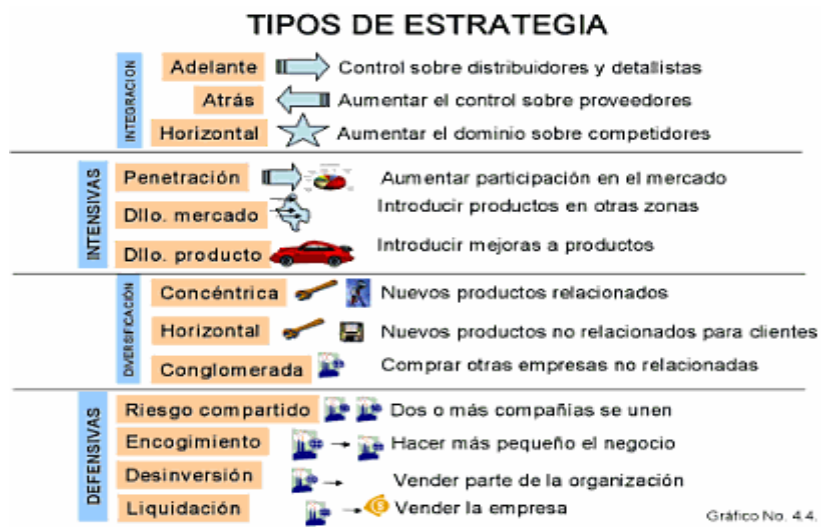 TIPOS DE ESTRATEGIA
INTEGRACION
Adelante Control sobre distribuidores y detallistas
Atrás Aumentar el control sobre proveedores
Horizontal Aumentar el dominio sobre competidores
INTENSIVAS
Penetración Aumentar participación en el mercado
Dllo. mercado Introducir productos en otras zonas
Dllo. producto Introducir mejoras a productos
DIVERSIFICACIÓN
Concéntrica Nuevos productos relacionados
Horizontal Nuevos productos no relacionados para clientes
Conglomerada Comprar otras empresas no relacionadas
DEFENSIVAS
Riesgo compartido Dos o más compañías se unen
Encogimiento Hacer más pequeño el negocio
Desinversión Vender parte de la organización
Liquidación Vender la empresa
Gráfico No. 4.4.